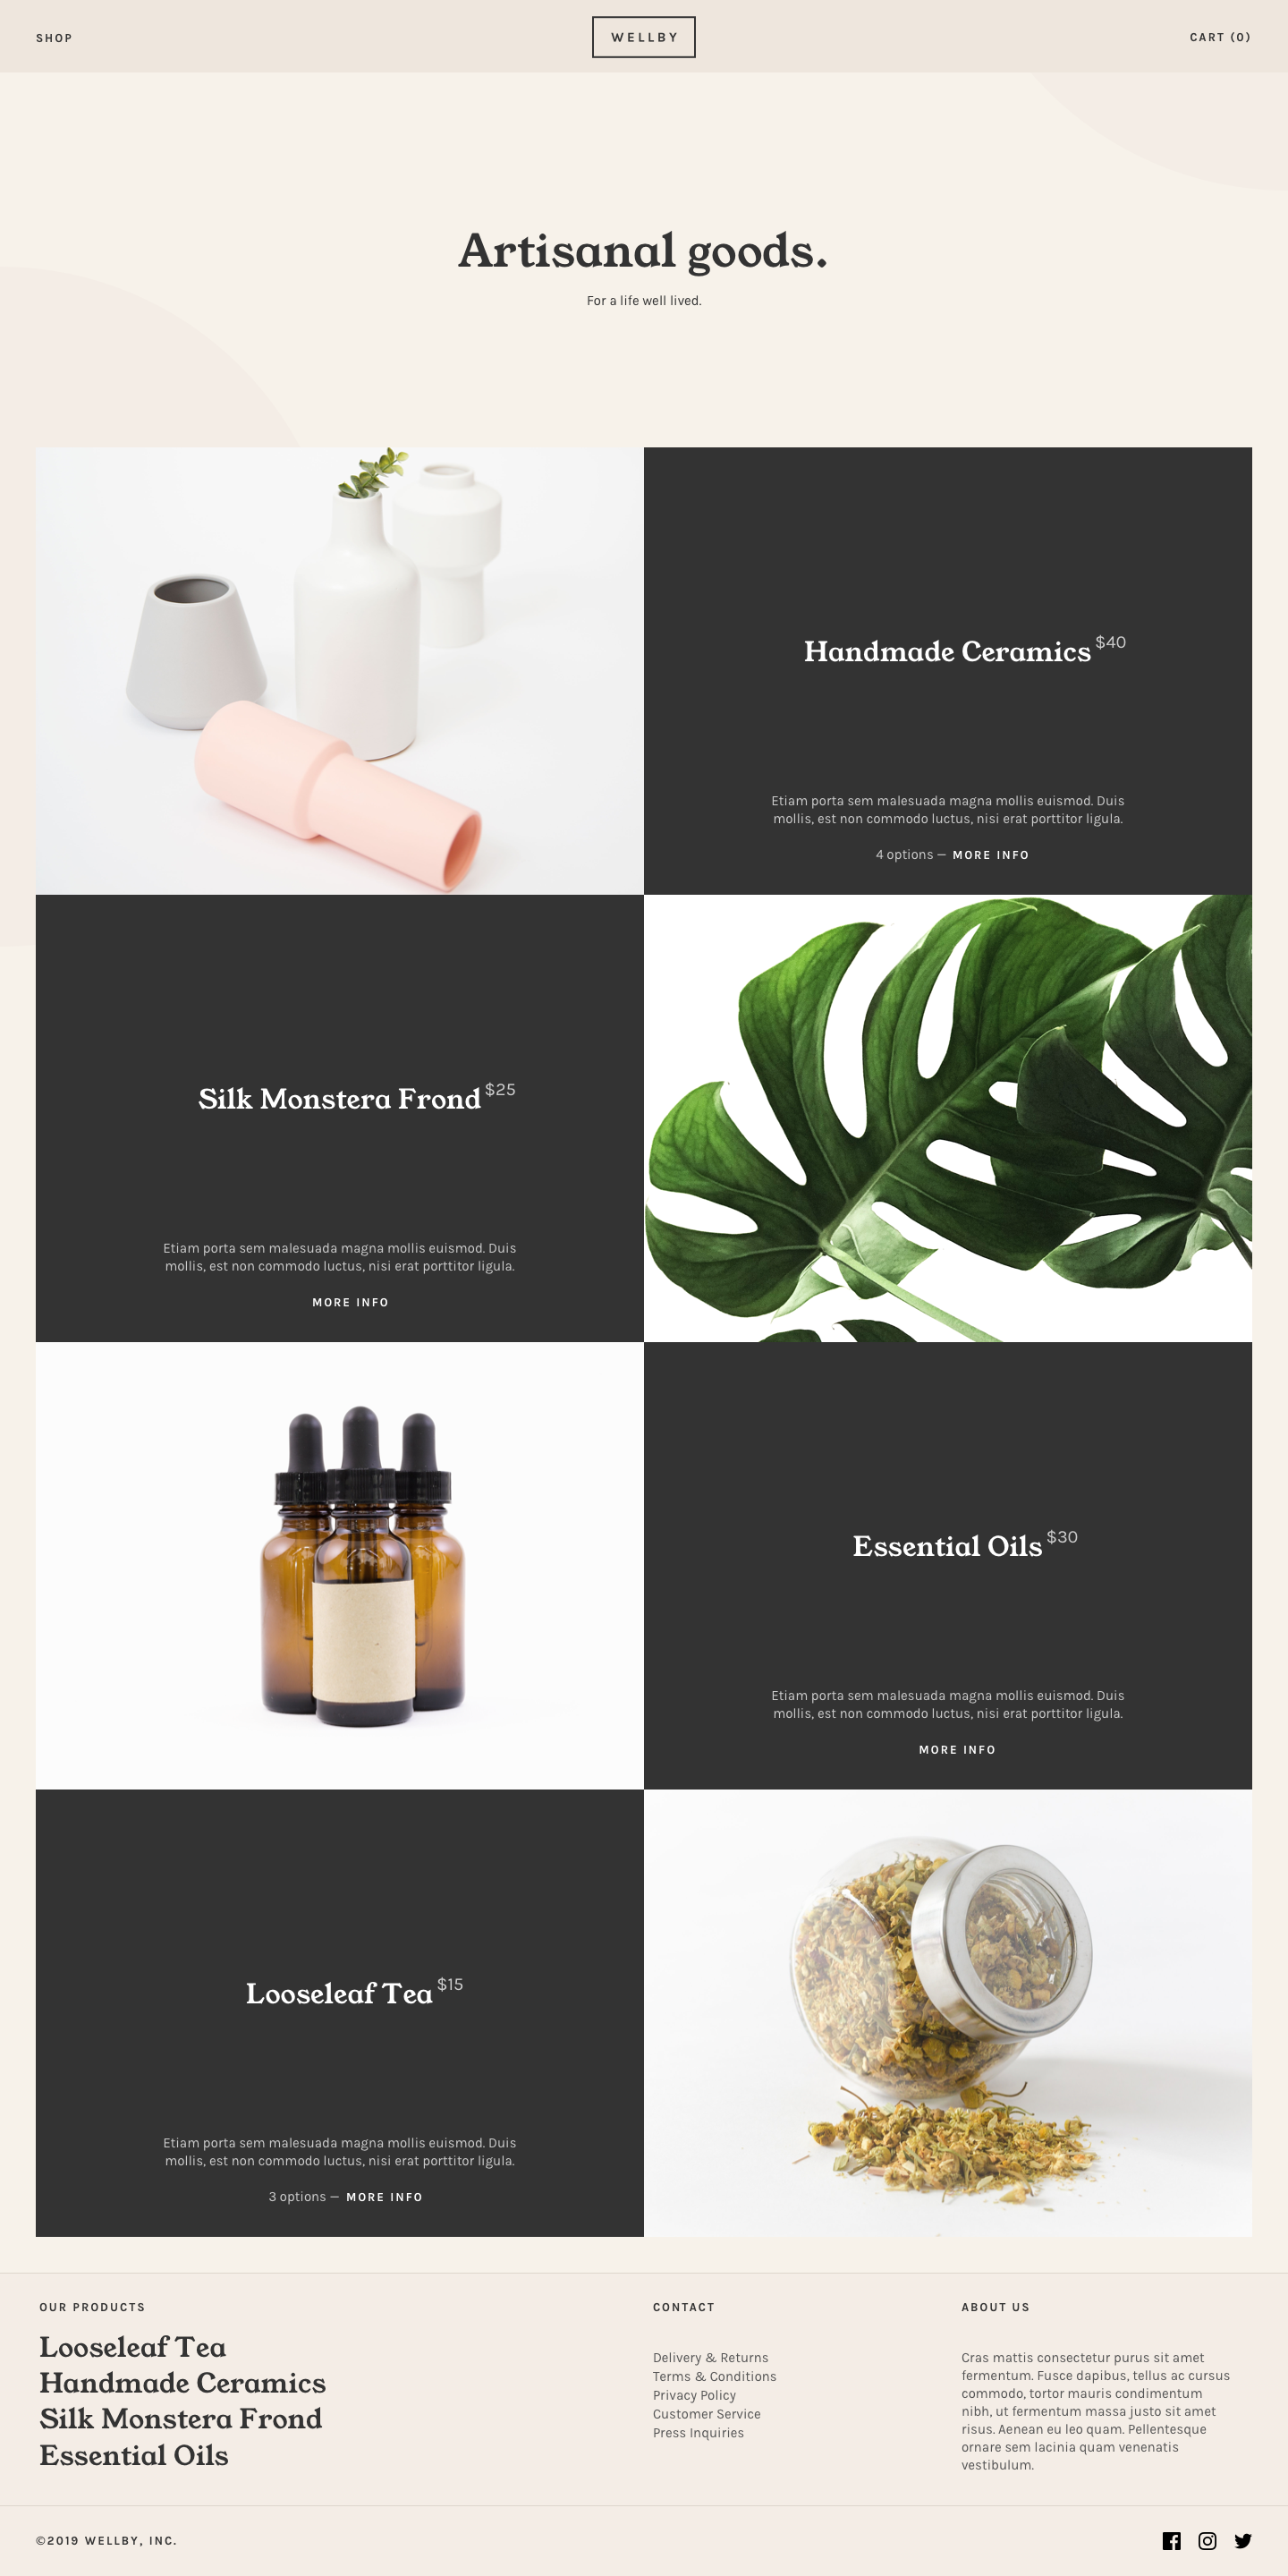 SHOP
WELLBY
CART (0)
Artisanal goods.
For a life well lived.
Handmade Ceramics $40
Etiam porta sem malesuada magna mollis euismod. Duis
mollis, est non commodo luctus, nisi erat porttitor ligula.
4 options — MORE INFO
Silk Monstera Frond $25
Etiam porta sem malesuada magna mollis euismod. Duis
mollis, est non commodo luctus, nisi erat porttitor ligula.
MORE INFO
Essential Oils $30
Etiam porta sem malesuada magna mollis euismod. Duis
mollis, est non commodo luctus, nisi erat porttitor ligula.
MORE INFO
Looseleaf Tea $15
Etiam porta sem malesuada magna mollis euismod. Duis
mollis, est non commodo luctus, nisi erat porttitor ligula.
3 options — MORE INFO
OUR PRODUCTS
Looseleaf Tea
Handmade Ceramics
Silk Monstera Frond
Essential Oils
CONTACT
Delivery & Returns
Terms & Conditions
Privacy Policy
Customer Service
Press Inquiries
ABOUT US
Cras mattis consectetur purus sit amet
fermentum. Fusce dapibus, tellus ac cursus
commodo, tortor mauris condimentum
nibh, ut fermentum massa justo sit amet
risus. Aenean eu leo quam. Pellentesque
ornare sem lacinia quam venenatis
vestibulum.
©2019 WELLBY, INC.